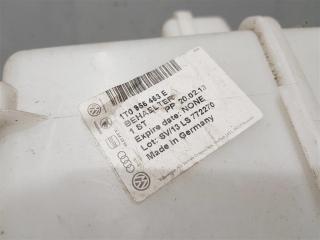 1T0 955 453 E
BEHAELTER
1 ST PP 20.02.13
Expire date: NONE
Lot: SV/13 LS 772270
Made in Germany